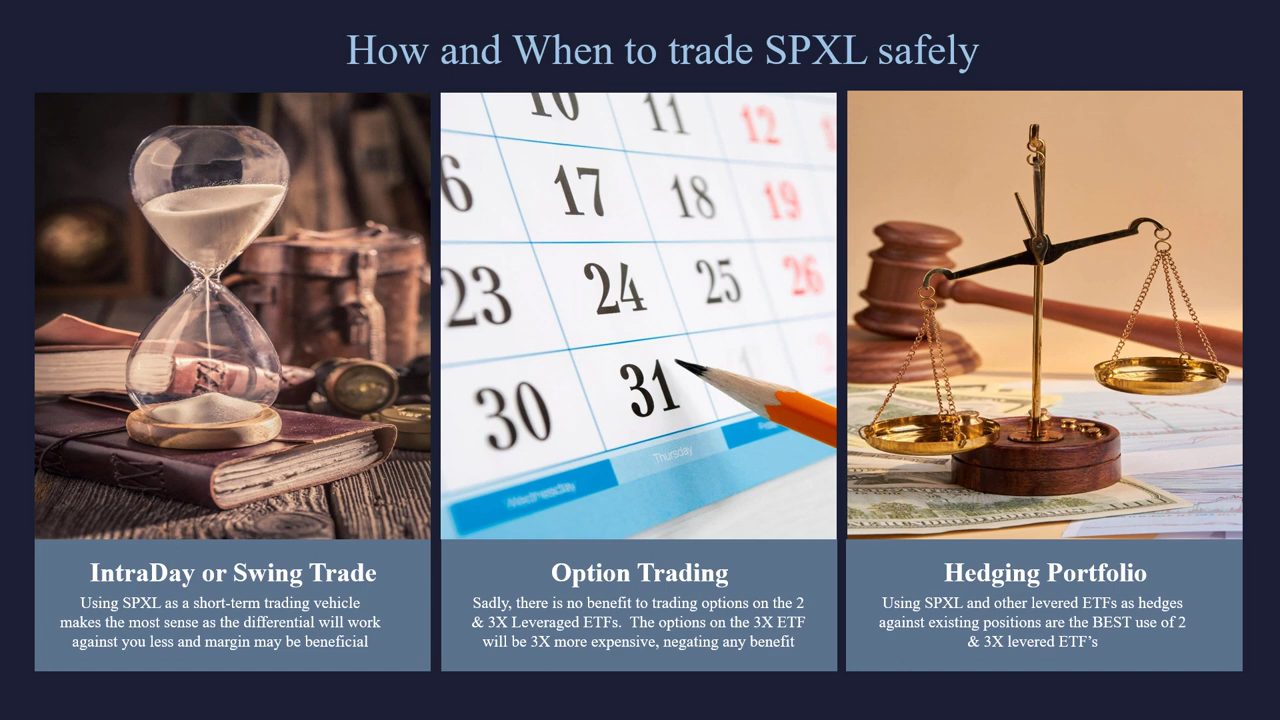 How and When to trade SPXL safely
10 11 12
6 17 18 19
23 24 25 26
30 31
Wednesday Thursday
IntraDay or Swing Trade
Using SPXL as a short-term trading vehicle
makes the most sense as the differential will work
against you less and margin may be beneficial
Option Trading
Sadly, there is no benefit to trading options on the 2
& 3X Leveraged ETFs.  The options on the 3X ETF
will be 3X more expensive, negating any benefit
Hedging Portfolio
Using SPXL and other levered ETFs as hedges
against existing positions are the BEST use of 2
& 3X levered ETF’s